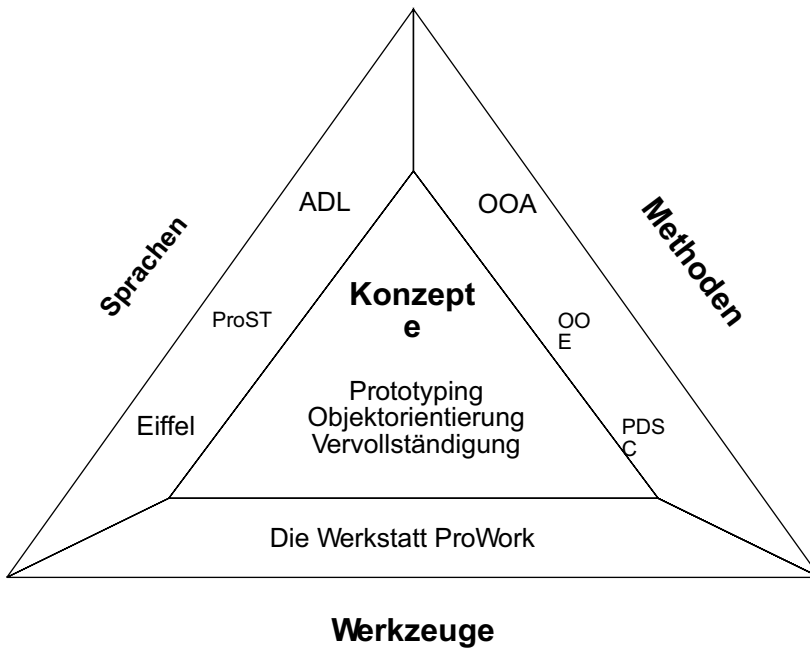 ADL
OOA
Sprachen
Methoden
Konzept
e
ProST
OO
E
Prototyping
Objektorientierung
Vervollständigung
Eiffel
PDS
C
Die Werkstatt ProWork
Werkzeuge